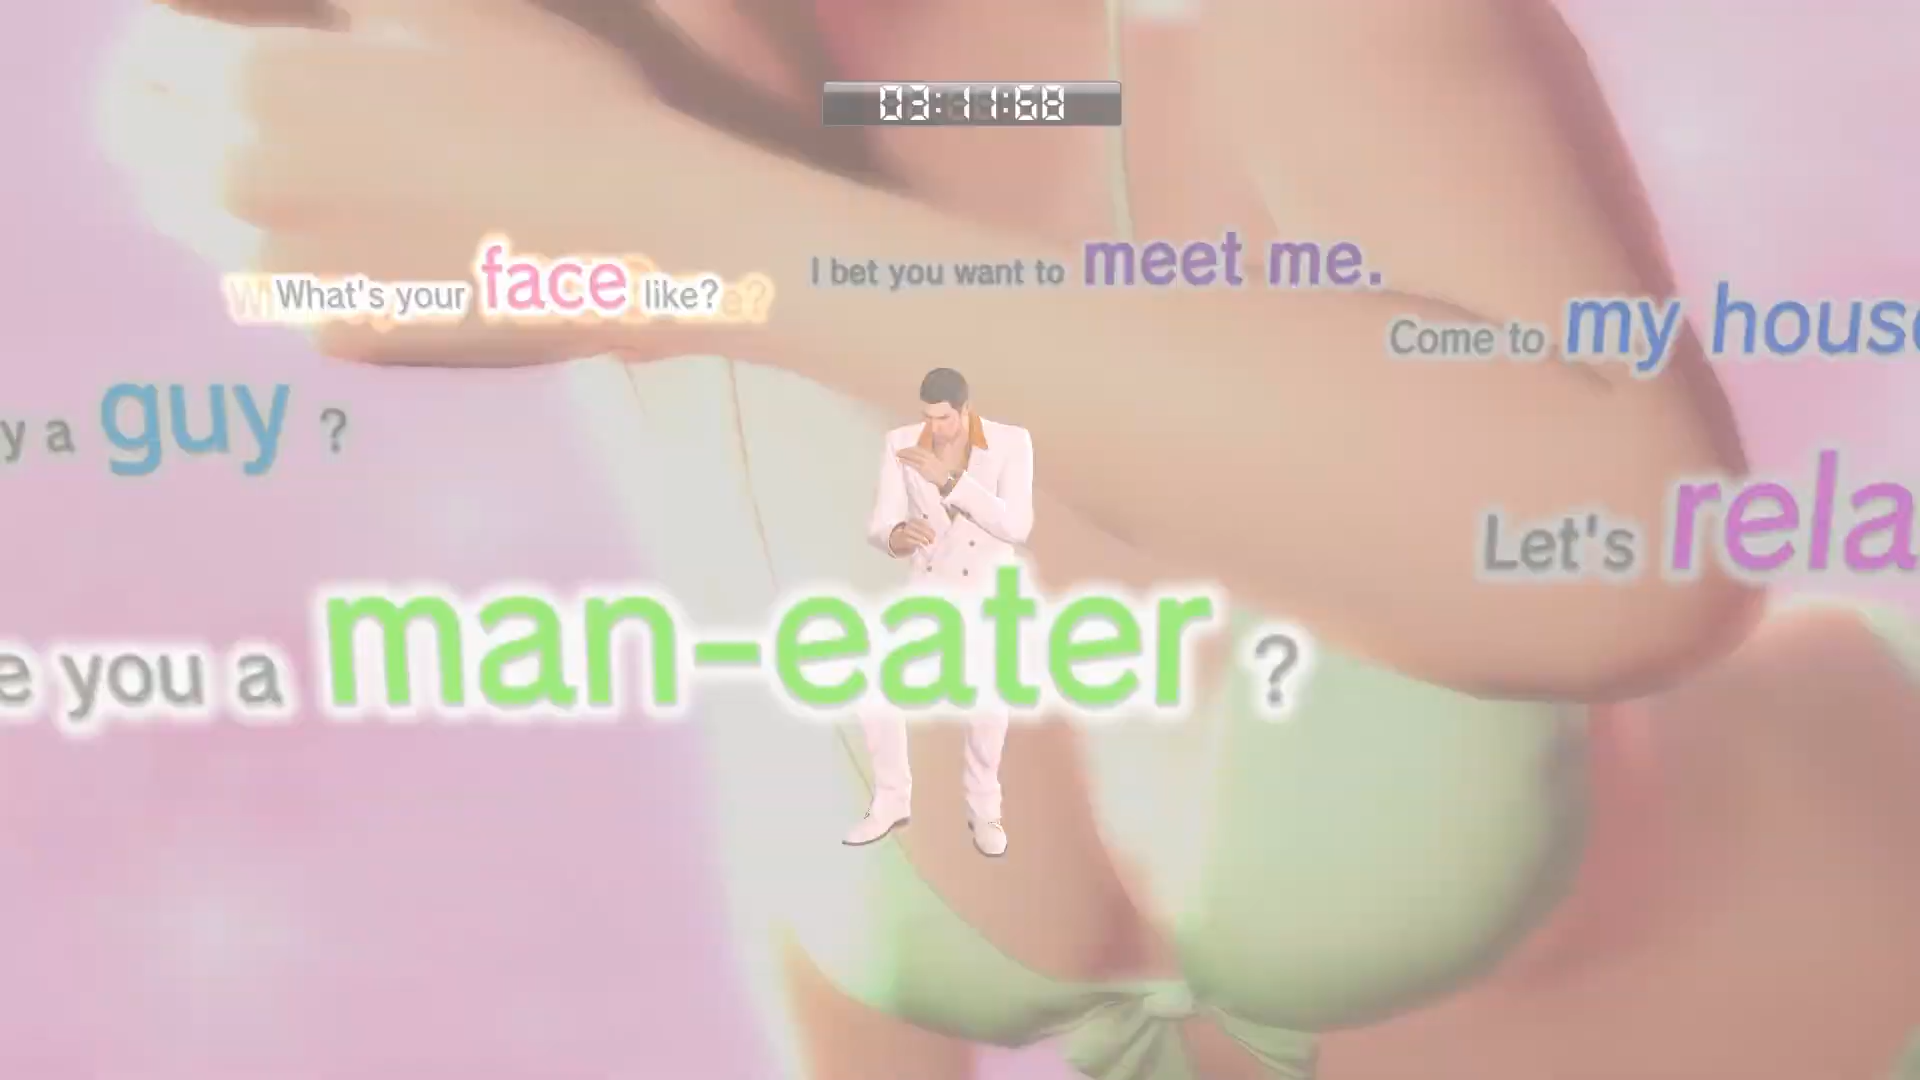 03:11:68
What's your face like?
I bet you want to meet me.
Come to my house
y a guy ?
Let's rela
e you a man-eater ?